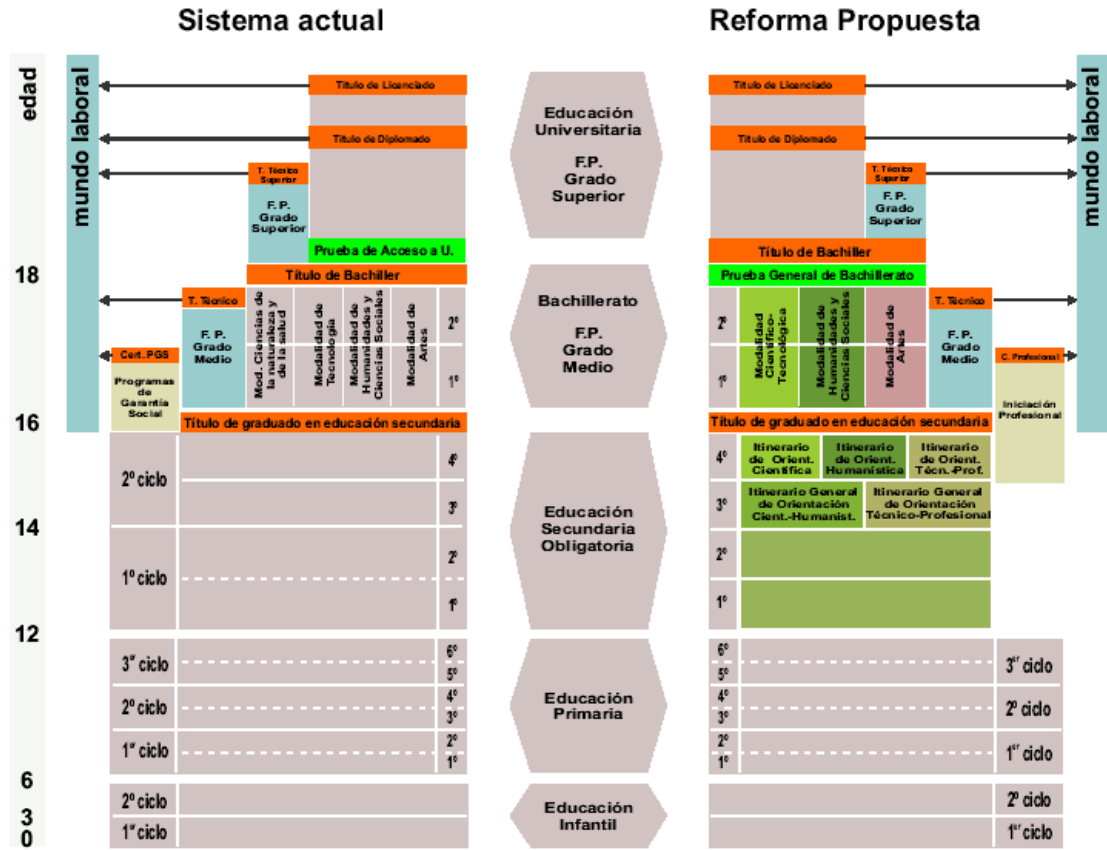 Sistema actual
Reforma Propuesta
edad
18
16
14
12
6
3
0
mundo laboral
Título de Licenciado
Título de Diplomado
T. Técnico
Superior
F. P.
Grado
Superior
Prueba de Acceso a U.
Título de Bachiller
T. Técnico
F. P.
Grado
Medio
Mod. Ciencias de
la naturaleza y
de la salud
Modalidad de
Tecnología
Modalidad de
Humanidades y
Ciencias Sociales
Modalidad de
Artes
2º
1º
Cert. PGS
Programas
de
Garantía
Social
Título de graduado en educación secundaria
2º ciclo
4º
3º
1º ciclo
2º
1º
3er ciclo
6º
5º
2º ciclo
4º
3º
1er ciclo
2º
1º
2º ciclo
1er ciclo
Educación
Universitaria
F.P.
Grado
Superior
Bachillerato
F.P.
Grado
Medio
Educación
Secundaria
Obligatoria
Educación
Primaria
Educación
Infantil
Título de Licenciado
Título de Diplomado
T. Técnico
Superior
F. P.
Grado
Superior
Título de Bachiller
Prueba General de Bachillerato
2º
1º
Modalidad
Científico-
Tecnológica
Modalidad de
Humanidades y
Ciencias Sociales
Modalidad de
Artes
T. Técnico
F. P.
Grado
Medio
C. Profesional
Iniciación
Profesional
mundo laboral
Título de graduado en educación secundaria
4º
Itinerario
de Orient.
Científica
Itinerario
de Orient.
Humanística
Itinerario
de Orient.
Técn.-Prof.
3º
Itinerario General
de Orientación
Cient.-Humanist.
Itinerario General
de Orientación
Técnico-Profesional
2º
1º
6º
5º
3er ciclo
4º
3º
2º ciclo
2º
1º
1er ciclo
2º ciclo
1er ciclo